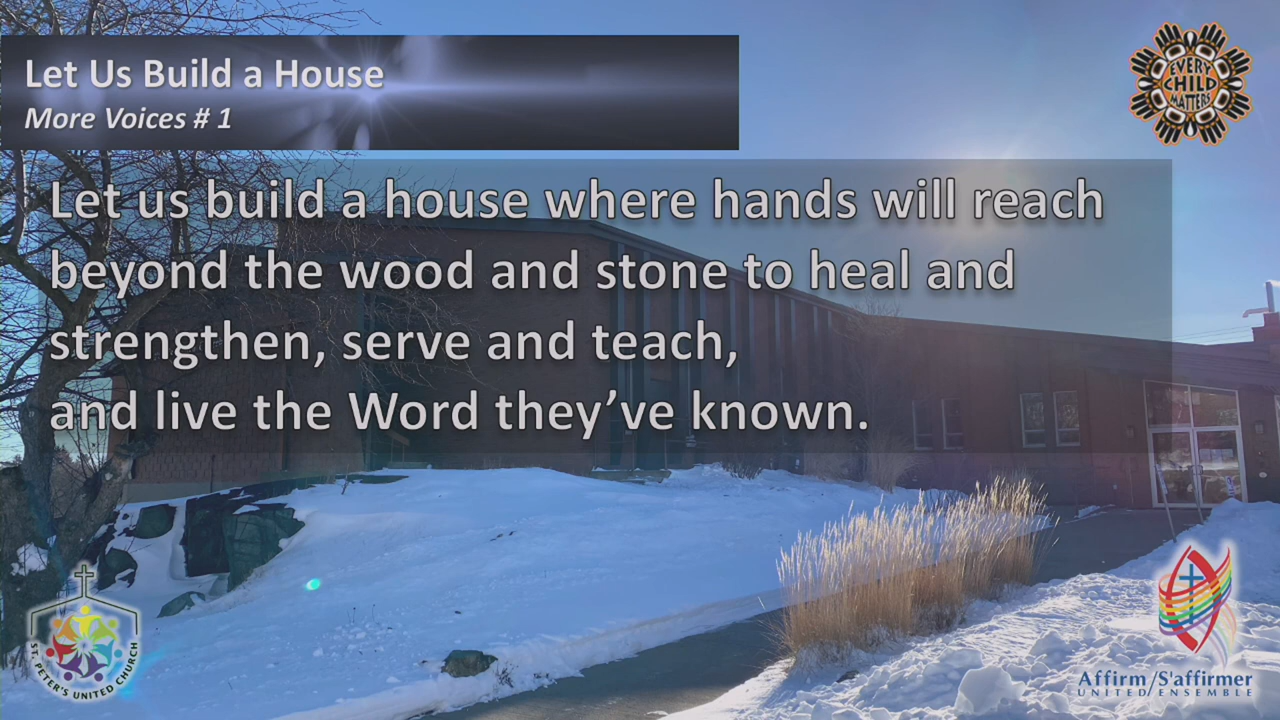 Let Us Build a House
More Voices # 1
EVERY
CHILD
MATTERS
Let us build a house where hands will reach
beyond the wood and stone to heal and
strengthen, serve and teach,
and live the Word they’ve known.
ST. PETER'S UNITED CHURCH
Affirm/S'affirmer
UNITED/ENSEMBLE